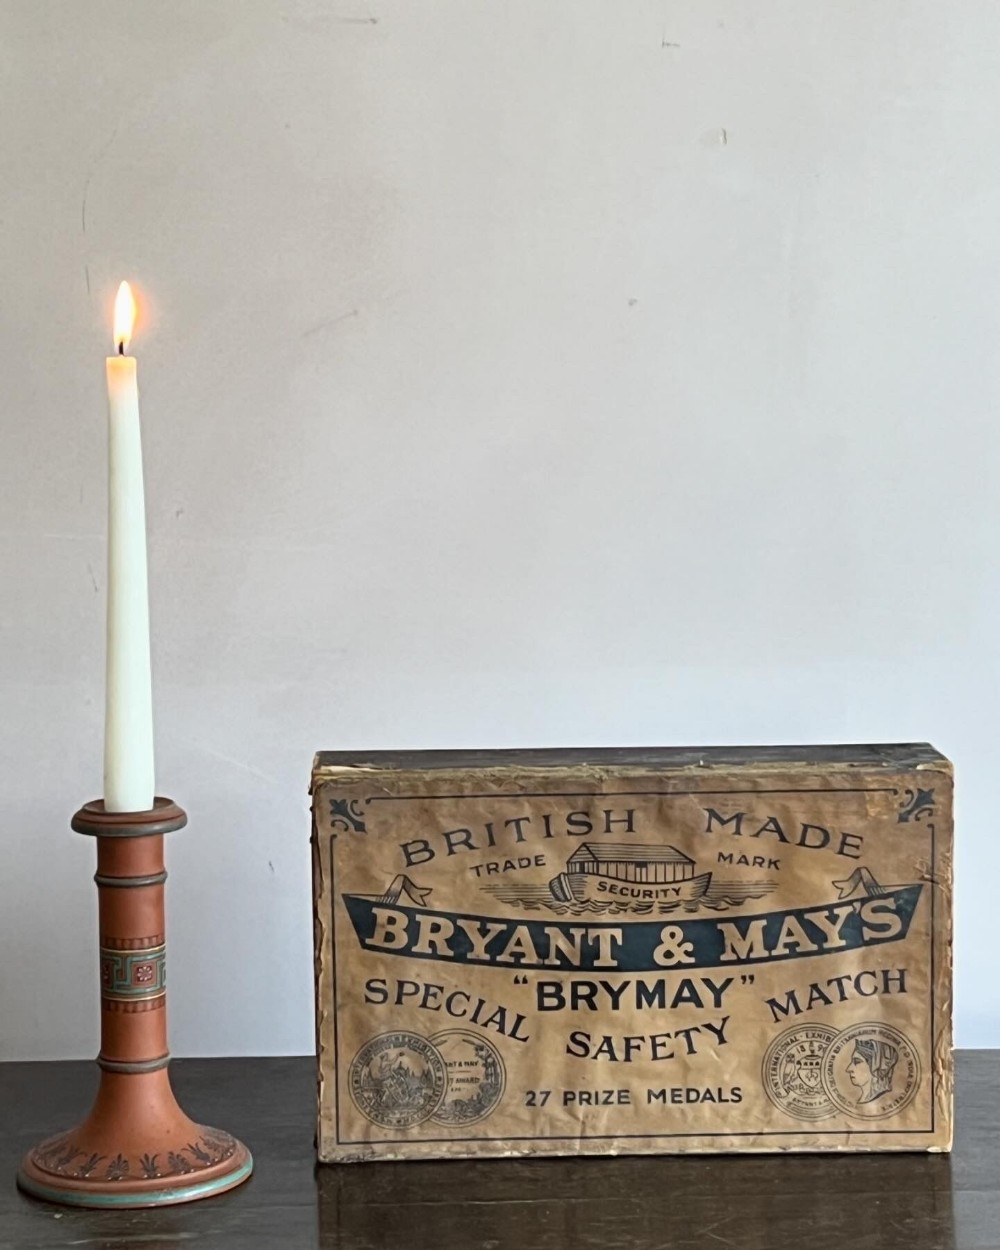 BRITISH MADE
TRADE MARK
SECURITY
BRYANT & MAY'S
"BRYMAY"
SPECIAL SAFETY MATCH
27 PRIZE MEDALS